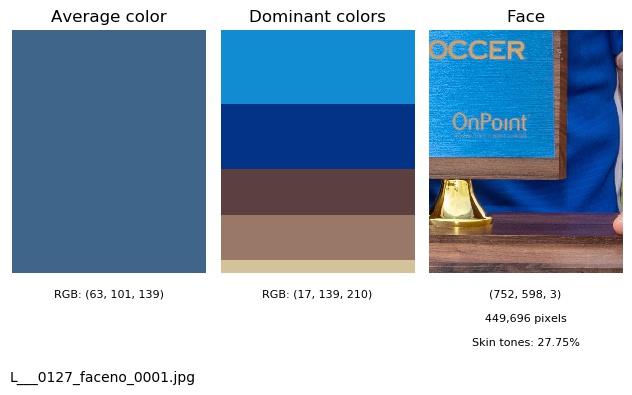 Average color
Dominant colors
Face
OCCER
OnPoint
RGB: (63, 101, 139)
RGB: (17, 139, 210)
(752, 598, 3)
449,696 pixels
Skin tones: 27.75%
L___0127_faceno_0001.jpg